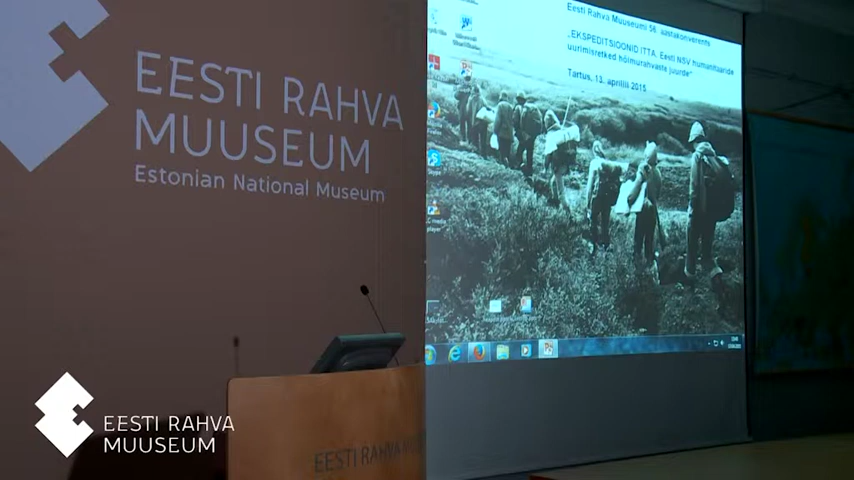 EESTI RAHVA
MUUSEUM
Estonian National Museum
Eesti Rahva Muuseumi 56. aastakonverents
„EKSPEDITSIOONID ITTA. Eesti NSV humanitaaride
uurimisretked hõimurahvaste juurde"
Tartus, 13. aprillil 2015
EESTI RAHVA
EESTI RAHVA
MUUSEUM